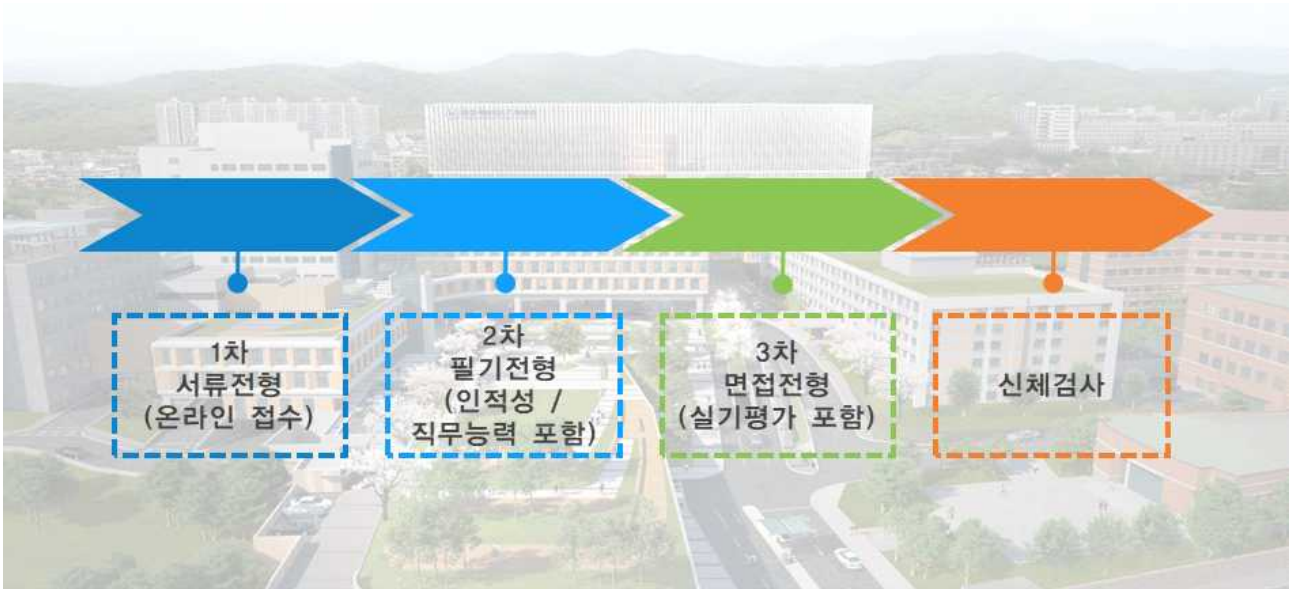 1차
서류전형
(온라인 접수)
2차
필기전형
(인적성 /
직무능력 포함)
3차
면접전형
(실기평가 포함)
신체검사